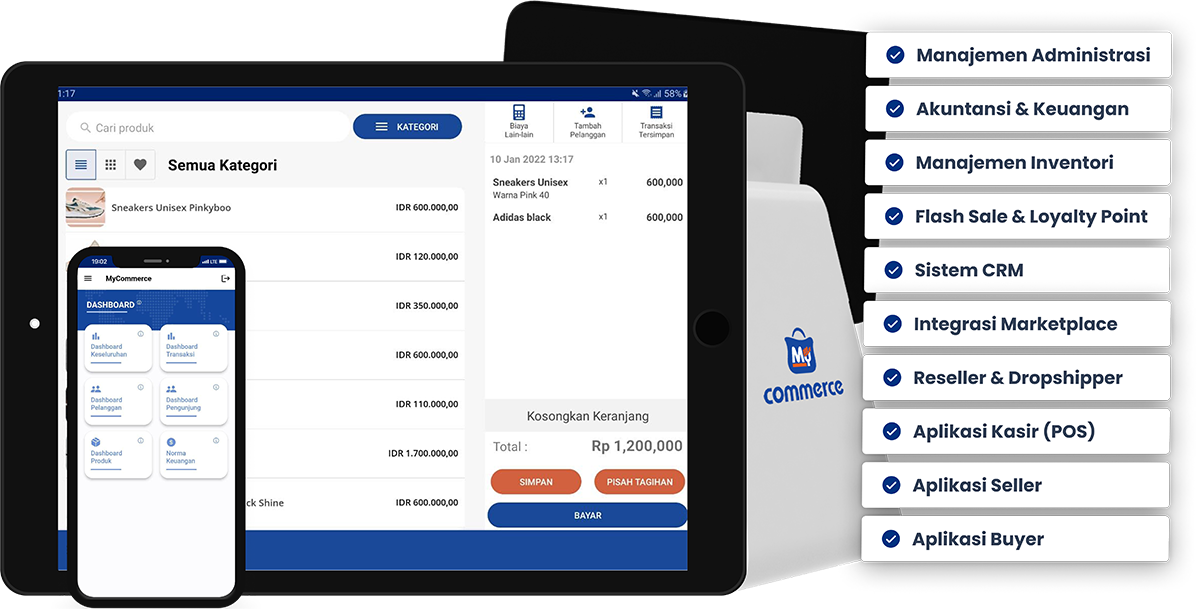 1:17
58%
Cari produk
KATEGORI
Semua Kategori
Sneakers Unisex Pinkyboo
IDR 600.000,00
IDR 120.000,00
IDR 350.000,00
IDR 600.000,00
IDR 110.000,00
IDR 1.700.000,00
ck Shine
IDR 600.000,00
Biaya
Lain-lain
Tambah
Pelanggan
Transaksi
Tersimpan
10 Jan 2022 13:17
Sneakers Unisex x1 600,000
Warna Pink 40
Adidas black x1 600,000
Kosongkan Keranjang
Total : Rp 1,200,000
SIMPAN
PISAH TAGIHAN
BAYAR
19:02
LTE
MyCommerce
DASHBOARD
Dashboard
Keseluruhan
Dashboard
Transaksi
Dashboard
Pelanggan
Dashboard
Pengunjung
Dashboard
Produk
Norma
Keuangan
My
commerce
Manajemen Administrasi
Akuntansi & Keuangan
Manajemen Inventori
Flash Sale & Loyalty Point
Sistem CRM
Integrasi Marketplace
Reseller & Dropshipper
Aplikasi Kasir (POS)
Aplikasi Seller
Aplikasi Buyer